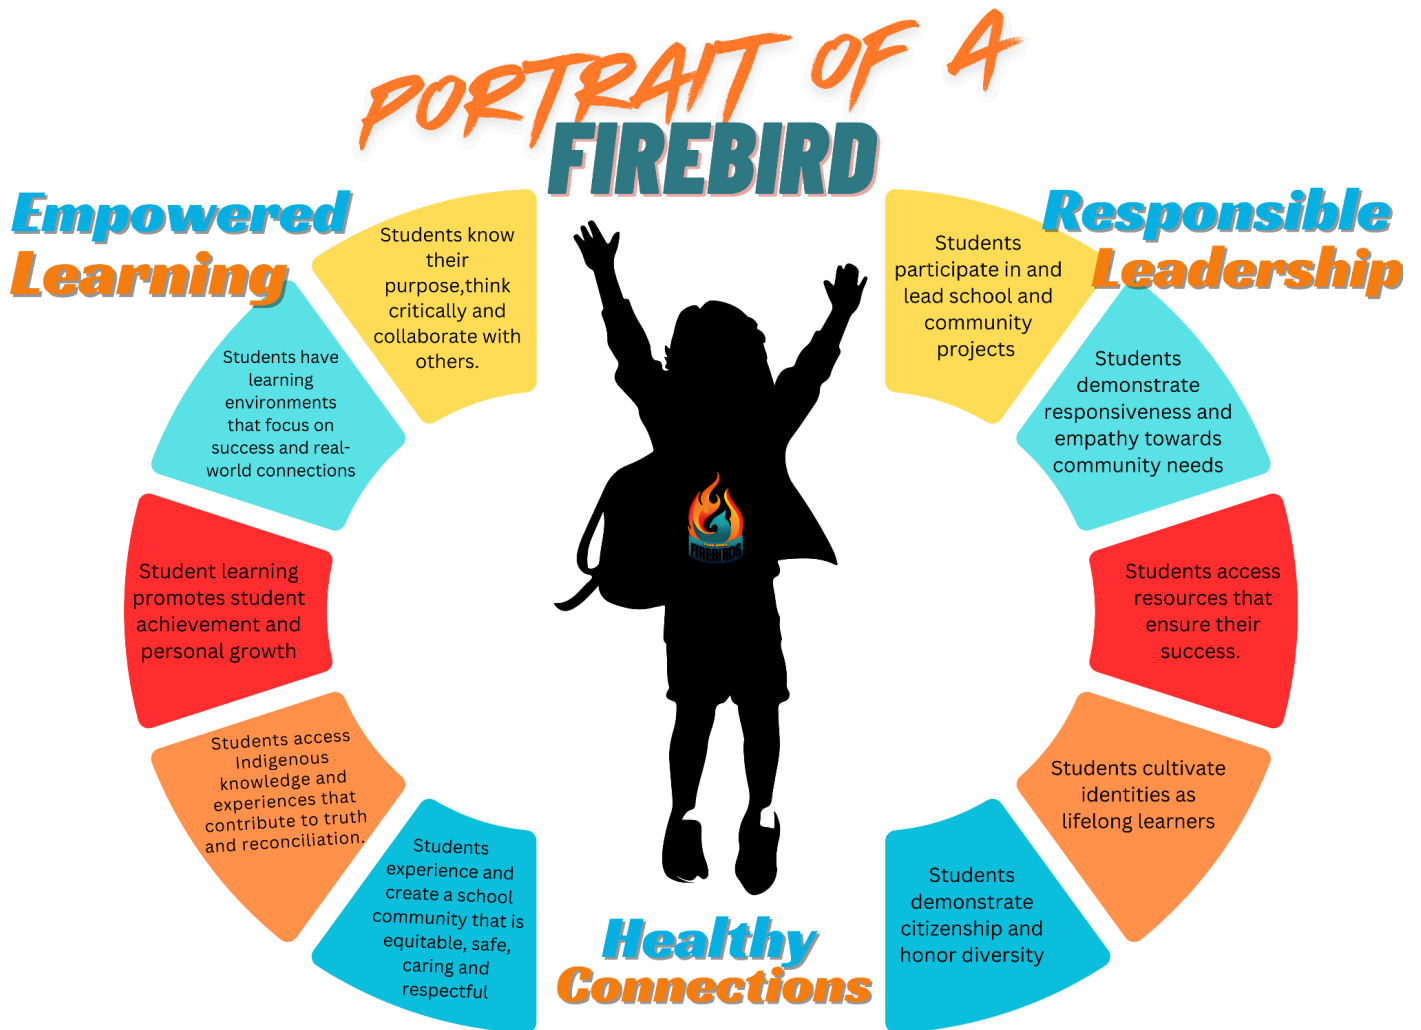 PORTRAIT OF A
FIREBIRD
Empowered
Learning
Students know
their
purpose,think
critically and
collaborate with
others.
Students have
learning
environments
that focus on
success and real-
world connections
Student learning
promotes student
achievement and
personal growth
Students access
Indigenous
knowledge and
experiences that
contribute to truth
and reconciliation.
Students
experience and
create a school
community that is
equitable, safe,
caring and
respectful
Responsible
Leadership
Students
participate in and
lead school and
community
projects
Students
demonstrate
responsiveness and
empathy towards
community needs
Students access
resources that
ensure their
success.
Students cultivate
identities as
lifelong learners
Students
demonstrate
citizenship and
honor diversity
FIREBIRDS
Healthy
Connections